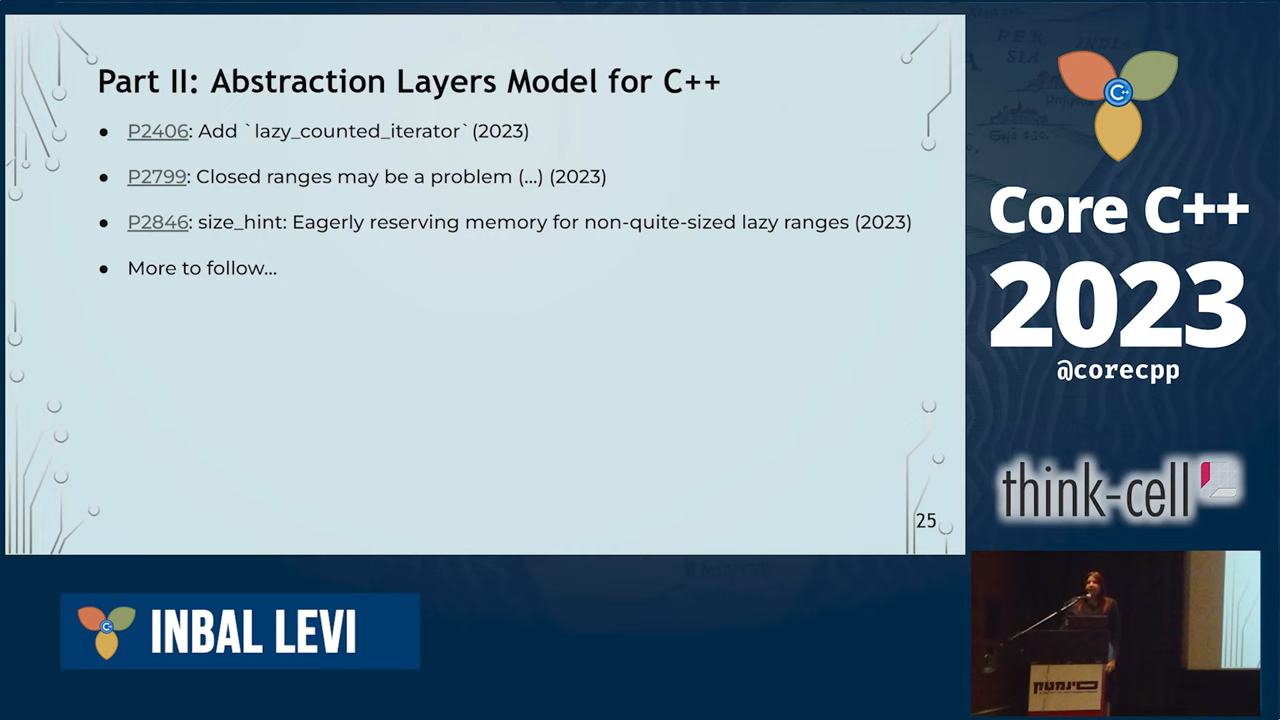 Part II: Abstraction Layers Model for C++
● P2406: Add `lazy_counted_iterator` (2023)
● P2799: Closed ranges may be a problem (...) (2023)
● P2846: size_hint: Eagerly reserving memory for non-quite-sized lazy ranges (2023)
● More to follow...
25
C++
Core C++
2023
@corecpp
think-cell
C++
INBAL LEVI
סינמטק